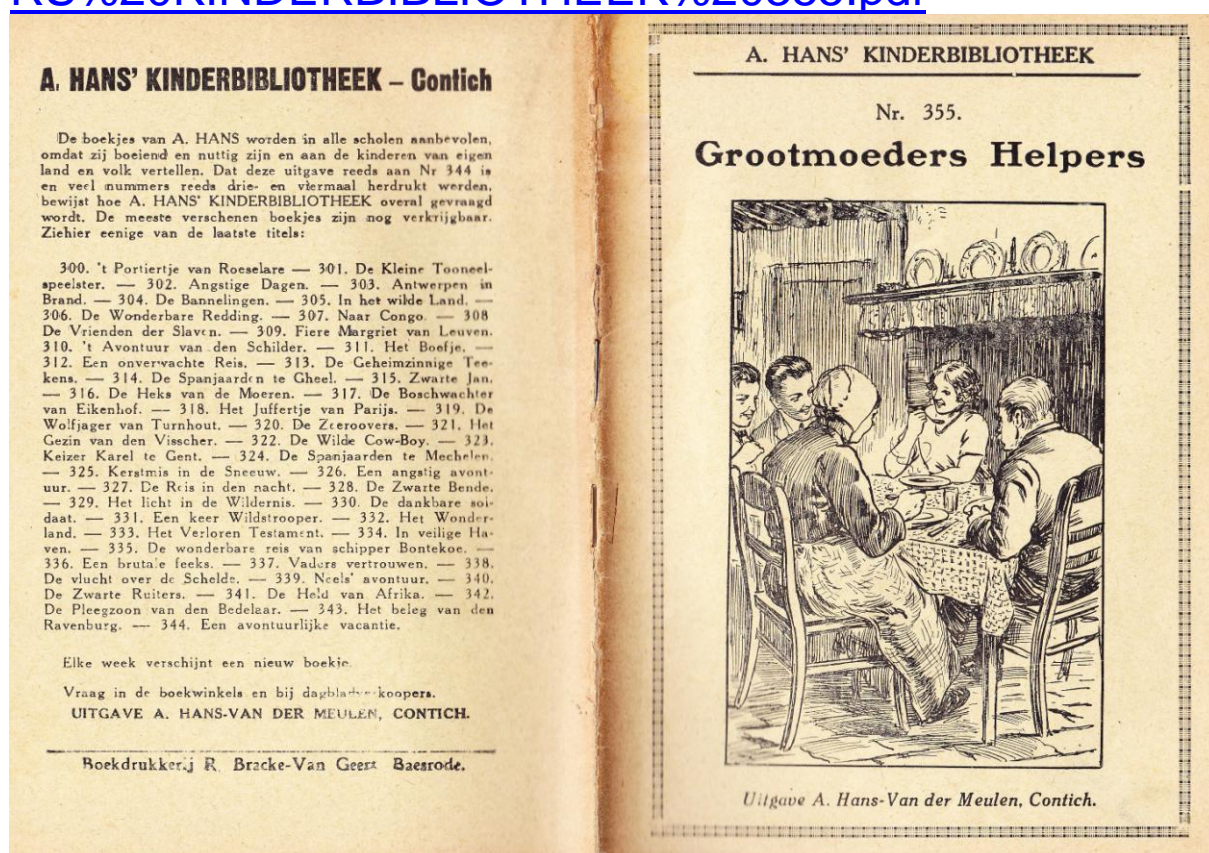 A. HANS' KINDERBIBLIOTHEEK – Contich
De boekjes van A. HANS worden in alle scholen aanbevolen,
omdat zij boeiend en nuttig zijn en aan de kinderen van eigen
land en volk vertellen. Dat deze uitgave reeds aan Nr 344 is
en veel nummers reeds drie- en viermaal herdrukt werden,
bewijst hoe A. HANS' KINDERBIBLIOTHEEK overal gevraagd
wordt. De meeste verschenen boekjes zijn nog verkrijgbaar.
Ziehier eenige van de laatste titels:
300. 't Portiertje van Roeselare — 301. De Kleine Tooneel-
speelster. — 302. Angstige Dagen. — 303. Antwerpen in
Brand. — 304. De Bannelingen. — 305. In het wilde Land. —
306. De Wonderbare Redding. — 307. Naar Congo. — 308
De Vrienden der Slaven. — 309. Fiere Margriet van Leuven.
310. 't Avontuur van den Schilder. — 311. Het Boefje. —
312. Een onverwachte Reis. — 313. De Geheimzinnige Tee-
kens. — 314. De Spanjaarden te Gheel. — 315. Zwarte Jan.
— 316. De Heks van de Moeren. — 317. De Boschwachter
van Eikenhof. — 318. Het Juffertje van Parijs. — 319. De
Wolfjager van Turnhout. — 320. De Zeeroovers. — 321. Het
Gezin van den Visscher. — 322. De Wilde Cow-Boy. — 323.
Keizer Karel te Gent. — 324. De Spanjaarden te Mechelen.
— 325. Kerstmis in de Sneeuw. — 326. Een angstig avont-
uur. — 327. De Reis in den nacht. — 328. De Zwarte Bende.
— 329. Het licht in de Wildernis. — 330. De dankbare sol-
daat. — 331. Een keer Wildstrooper. — 332. Het Wonder-
land. — 333. Het Verloren Testament. — 334. In veilige Ha-
ven. — 335. De wonderbare reis van schipper Bontekoe. —
336. Een brutale feeks. — 337. Vaders vertrouwen. — 338.
De vlucht over de Schelde. — 339. Neels' avontuur. — 340.
De Zwarte Ruiters. — 341. De Held van Afrika. — 342.
De Pleegzoon van den Bedelaar. — 343. Het beleg van den
Ravenburg. — 344. Een avontuurlijke vacantie.
Elke week verschijnt een nieuw boekje.
Vraag in de boekwinkels en bij dagbladverkoopers.
UITGAVE A. HANS-VAN DER MEULEN, CONTICH.
Boekdrukkerij R. Bracke-Van Geert Baesrode.
A. HANS' KINDERBIBLIOTHEEK
Nr. 355.
Grootmoeders Helpers
Uitgave A. Hans-Van der Meulen, Contich.